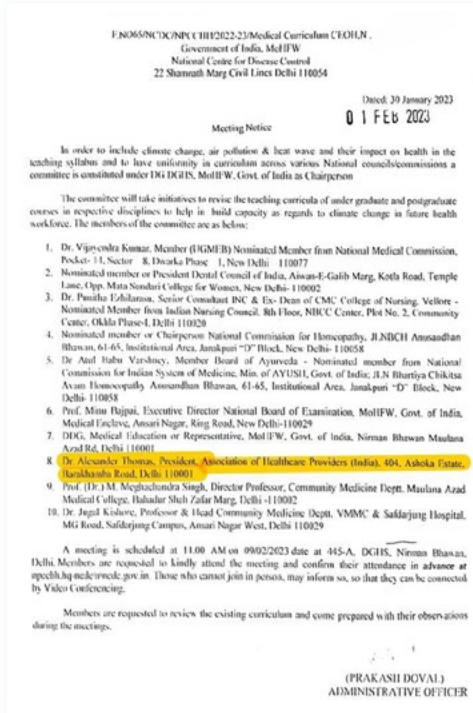 F.NO65/NCDC/NPCCHH/2022-23/Medical Curriculum CEOH,N .
Government of India, MoHFW
National Centre for Disease Control
22 Shamnath Marg Civil Lines Delhi 110054
Dated: 30 January 2023
0 1 FEB 2023
Meeting Notice
In order to include climate change, air pollution & heat wave and their impact on health in the
teaching syllabus and to have uniformity in curriculum across various National councils/commissions a
committee is constituted under DG DGHS, MoHFW, Govt. of India as Chairperson
The committee will take initiatives to revise the teaching curricula of under graduate and postgraduate
courses in respective disciplines to help in build capacity as regards to climate change in future health
workforce. The members of the committee are as below:
1. Dr. Vijayendra Kumar, Member (UGMEB) Nominated Member from National Medical Commission,
Pocket- 14, Sector 8, Dwarka Phase 1, New Delhi 110077
2. Nominated member or President Dental Council of India, Aiwan-E-Galib Marg, Kotla Road, Temple
Lane, Opp. Mata Sundari College for Women, New Delhi- 110002
3. Dr. Punitha Ezhilarasu, Senior Consultant INC & Ex- Dean of CMC College of Nursing, Vellore -
Nominated Member from Indian Nursing Council, 8th Floor, NBCC Center, Plot No. 2, Community
Center, Okhla Phase-I, Delhi 110020
4. Nominated member or Chairperson National Commission for Homeopathy, JLNBCH Anusandhan
Bhawan, 61-65, Institutional Area, Janakpuri "D" Block, New Delhi- 110058
5. Dr Atul Babu Varshney, Member Board of Ayurveda - Nominated member from National
Commission for Indian System of Medicine, Min. of AYUSH, Govt. of India; JLN Bhartiya Chikitsa
Avam Homoeopathy Anusandhan Bhawan, 61-65, Institutional Area, Janakpuri "D" Block, New
Delhi- 110058
6. Prof. Minu Bajpai, Executive Director National Board of Examination, MoHFW, Govt. of India,
Medical Enclave, Ansari Nagar, Ring Road, New Delhi-110029
7. DDG, Medical Education or Representative, MoHFW, Govt. of India, Nirman Bhawan Maulana
Azad Rd, Delhi 110001
8. Dr. Alexander Thomas, President, Association of Healthcare Providers (India), 404, Ashoka Estate,
Barakhamba Road, Delhi 110001
9. Prof. (Dr.) M. Meghachandra Singh, Director Professor, Community Medicine Deptt. Maulana Azad
Medical College, Bahadur Shah Zafar Marg, Delhi -110002
10. Dr. Jugal Kishore, Professor & Head Community Medicine Deptt, VMMC & Safdarjung Hospital,
MG Road, Safdarjung Campus, Ansari Nagar West, Delhi 110029
A meeting is scheduled at 11.00 AM on 09/02/2023 date at 445-A, DGHS, Nirman Bhawan,
Delhi. Members are requested to kindly attend the meeting and confirm their attendance in advance at
Those who cannot join in person, may inform so, so that they can be connected
by Video Conferencing.
Members are requested to review the existing curriculum and come prepared with their observations
during the meetings.
(PRAKASH DOVAL)
ADMINISTRATIVE OFFICER